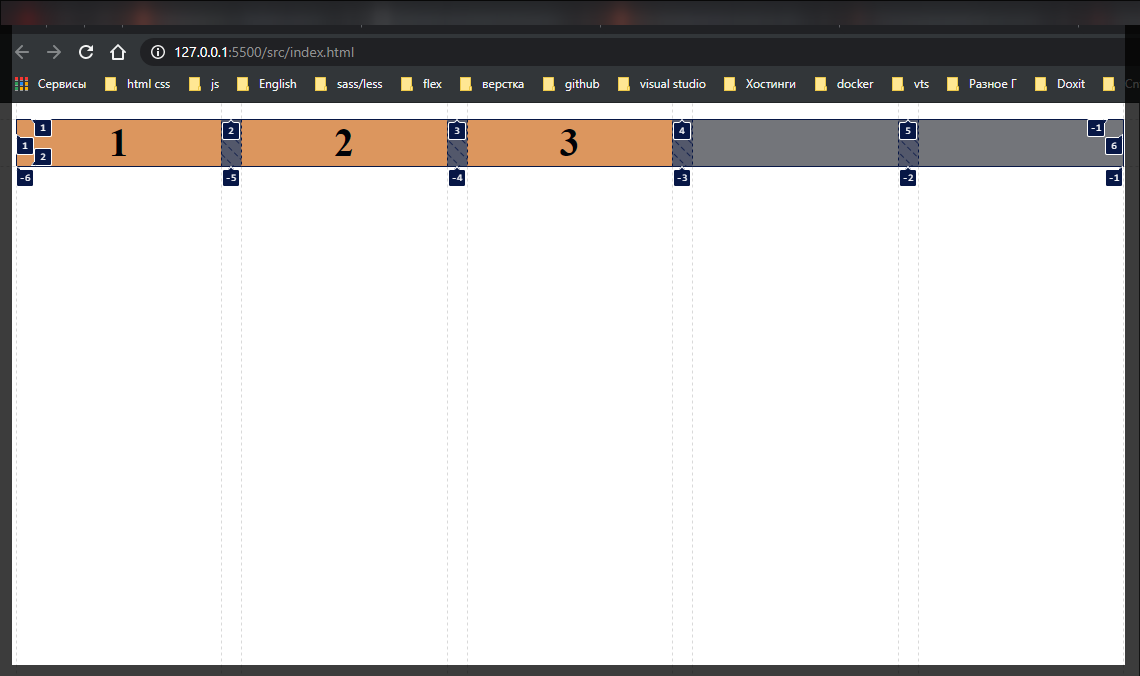 127.0.0.1:5500/src/index.html
Сервисы html css js English sass/less flex верстка github visual studio Хостинги docker vts Разное Г Doxit
1 2 3 4 5 -1
1 1 2 3 6
2
-6 -5 -4 -3 -2 -1